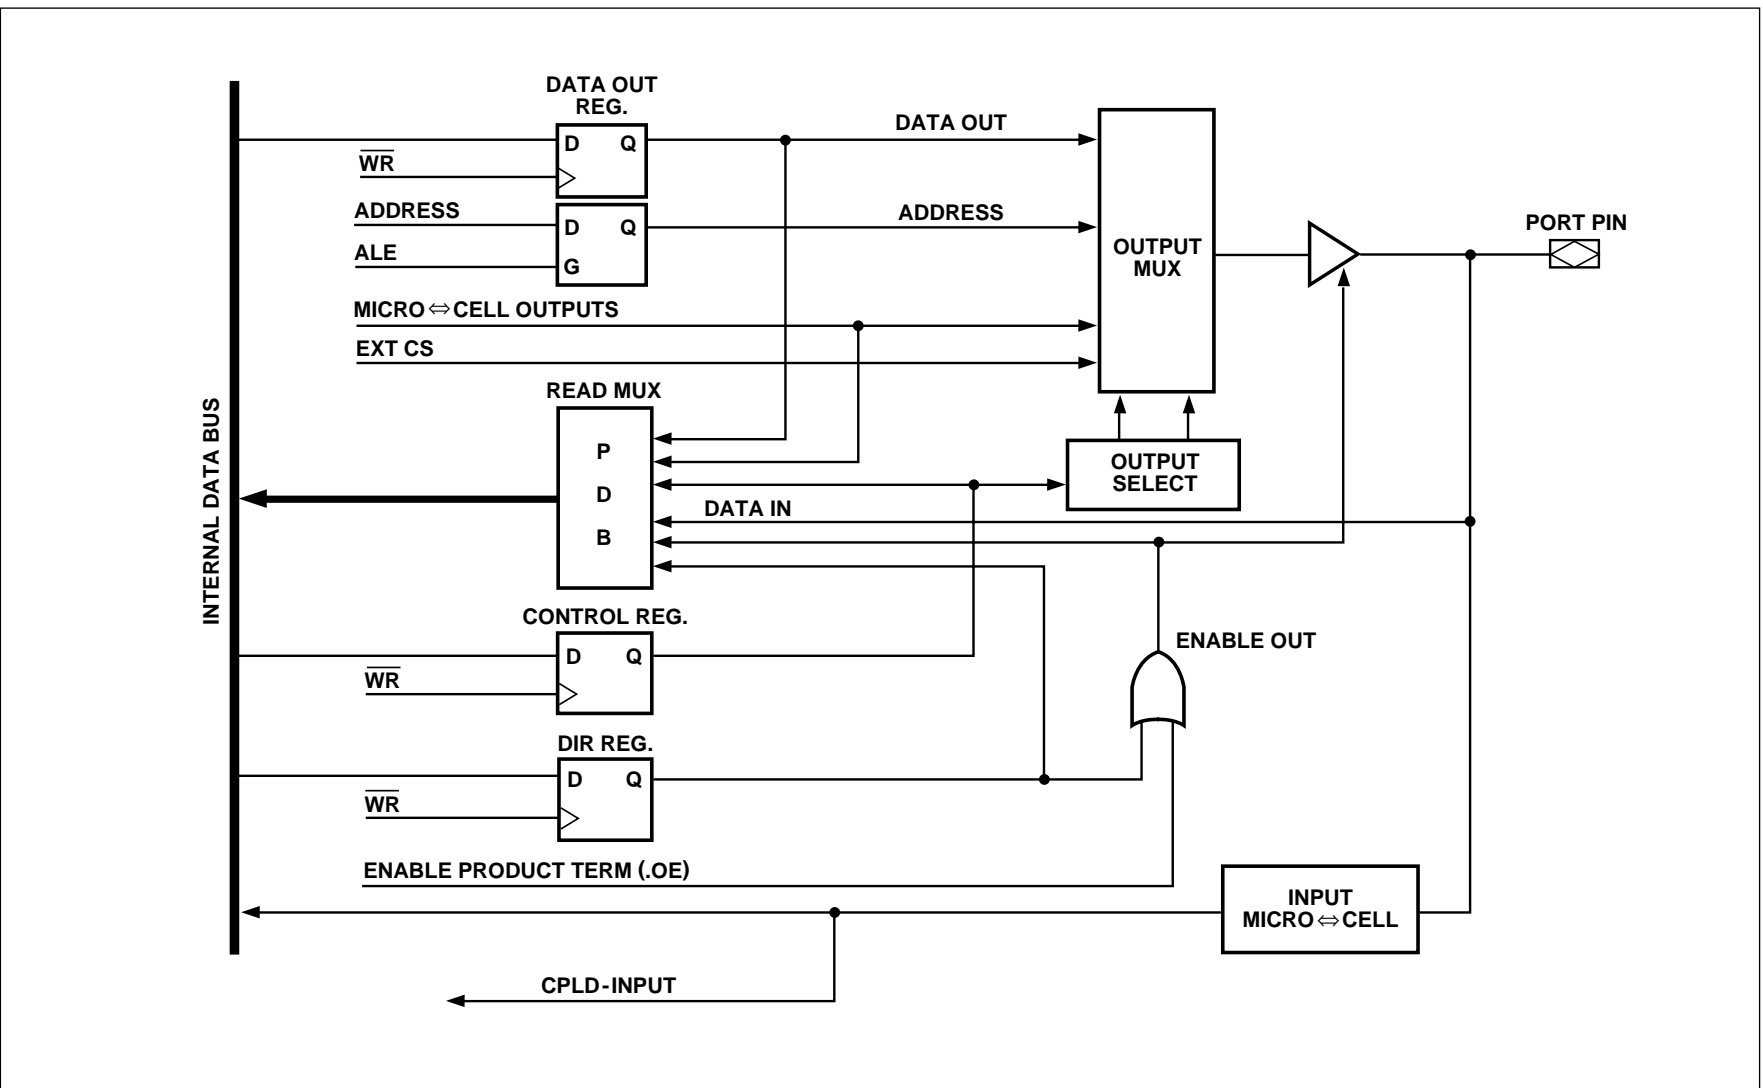 DATA OUT
REG.
D Q
WR
DATA OUT
ADDRESS
ALE
D Q
G
ADDRESS
MICRO⇔CELL OUTPUTS
EXT CS
OUTPUT
MUX
PORT PIN
READ MUX
P
D
B
OUTPUT
SELECT
DATA IN
INTERNAL DATA BUS
CONTROL REG.
D Q
WR
ENABLE OUT
DIR REG.
D Q
WR
ENABLE PRODUCT TERM (.OE)
INPUT
MICRO⇔CELL
CPLD-INPUT